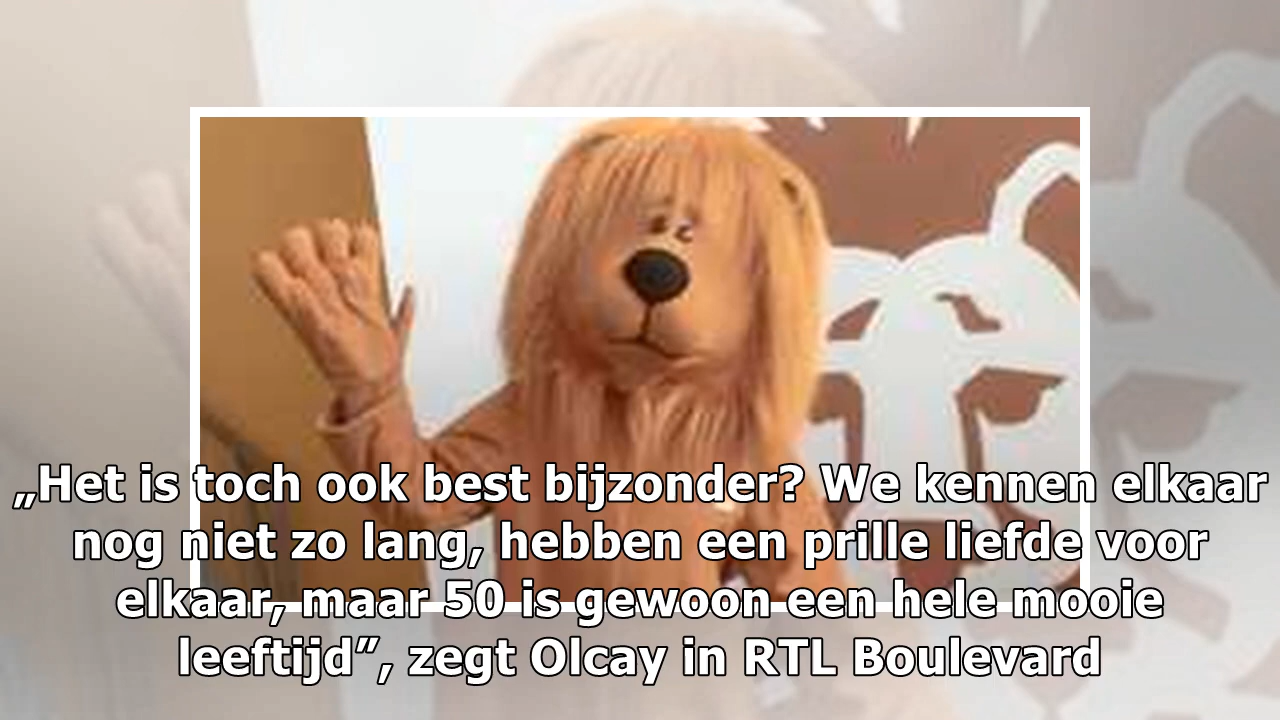 „Het is toch ook best bijzonder? We kennen elkaar
nog niet zo lang, hebben een prille liefde voor
elkaar, maar 50 is gewoon een hele mooie
leeftijd”, zegt Olcay in RTL Boulevard